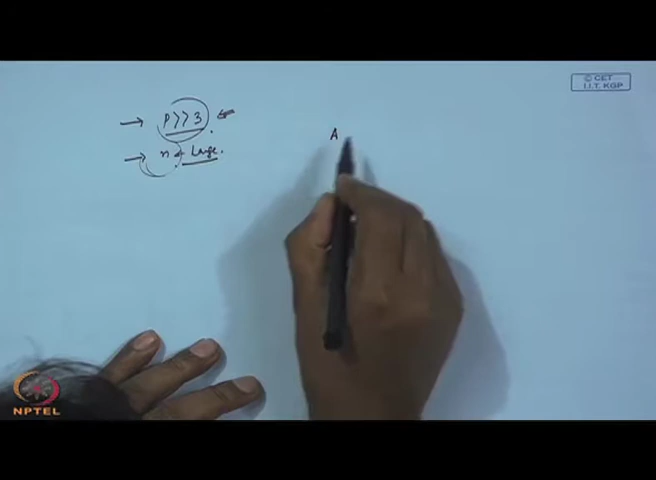 © CET
I.I.T. KGP
→ P>>3
→ n ← Large.
A
NPTEL